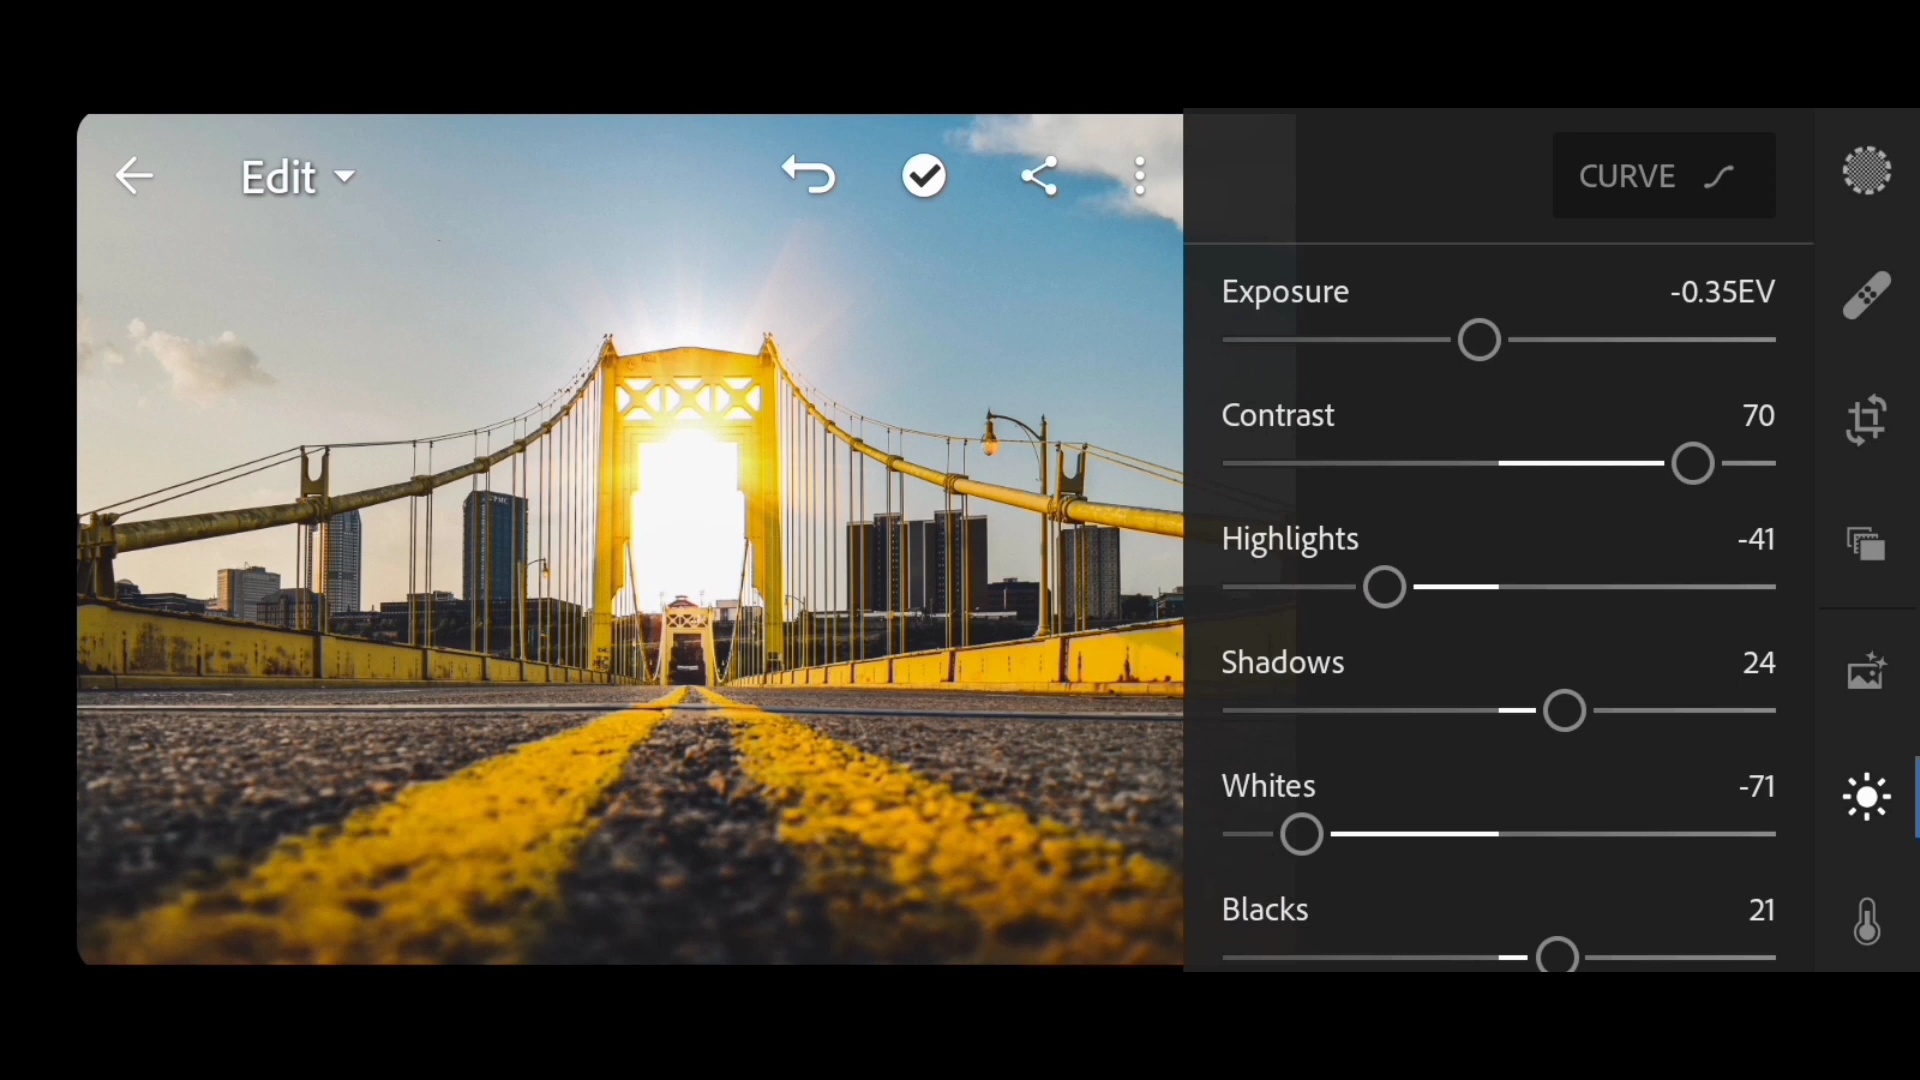 Edit
CURVE
Exposure -0.35EV
Contrast 70
Highlights -41
Shadows 24
Whites -71
Blacks 21